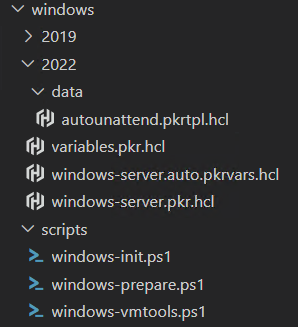 windows
2019
2022
data
autounattend.pkrtpl.hcl
variables.pkr.hcl
windows-server.auto.pkrvars.hcl
windows-server.pkr.hcl
scripts
windows-init.ps1
windows-prepare.ps1
windows-vmtools.ps1